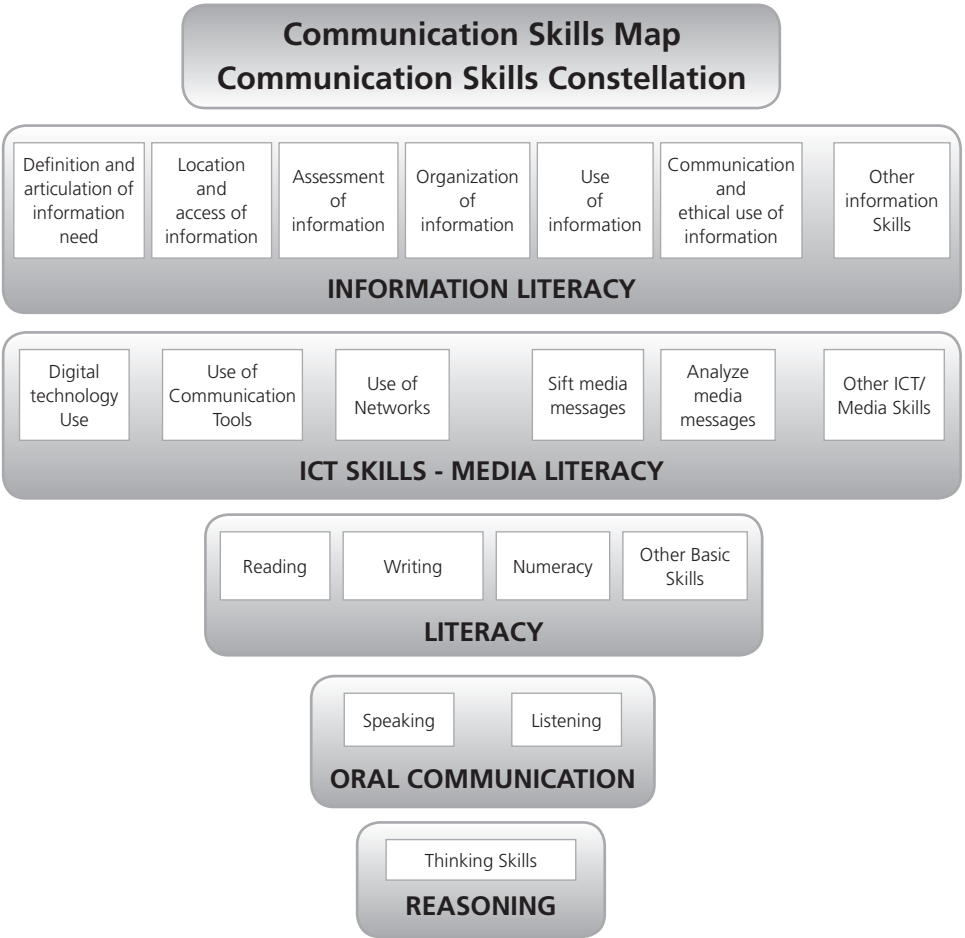 Communication Skills Map
Communication Skills Constellation
Definition and
articulation of
information
need
Location
and
access of
information
Assessment
of
information
Organization
of
information
Use
of
information
Communication
and
ethical use of
information
Other
information
Skills
INFORMATION LITERACY
Digital
technology
Use
Use of
Communication
Tools
Use of
Networks
Sift media
messages
Analyze
media
messages
Other ICT/
Media Skills
ICT SKILLS - MEDIA LITERACY
Reading
Writing
Numeracy
Other Basic
Skills
LITERACY
Speaking
Listening
ORAL COMMUNICATION
Thinking Skills
REASONING